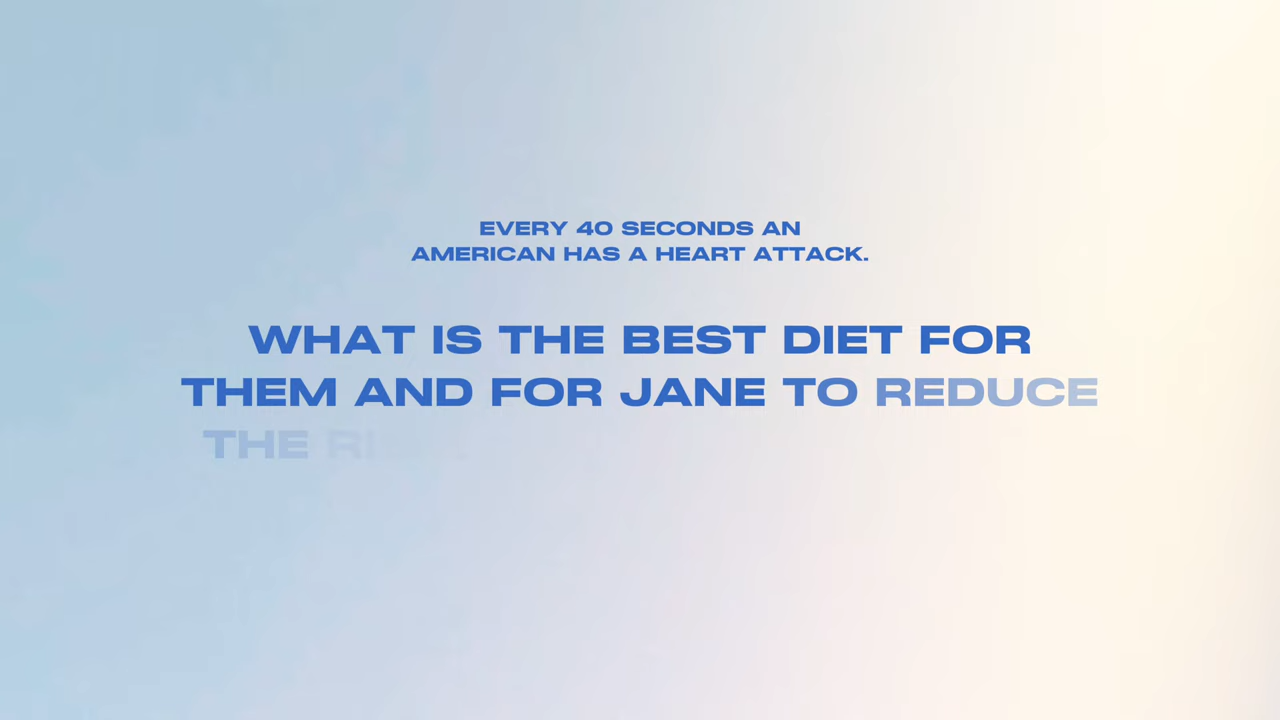 EVERY 40 SECONDS AN
AMERICAN HAS A HEART ATTACK.
WHAT IS THE BEST DIET FOR
THEM AND FOR JANE TO REDUCE
THE